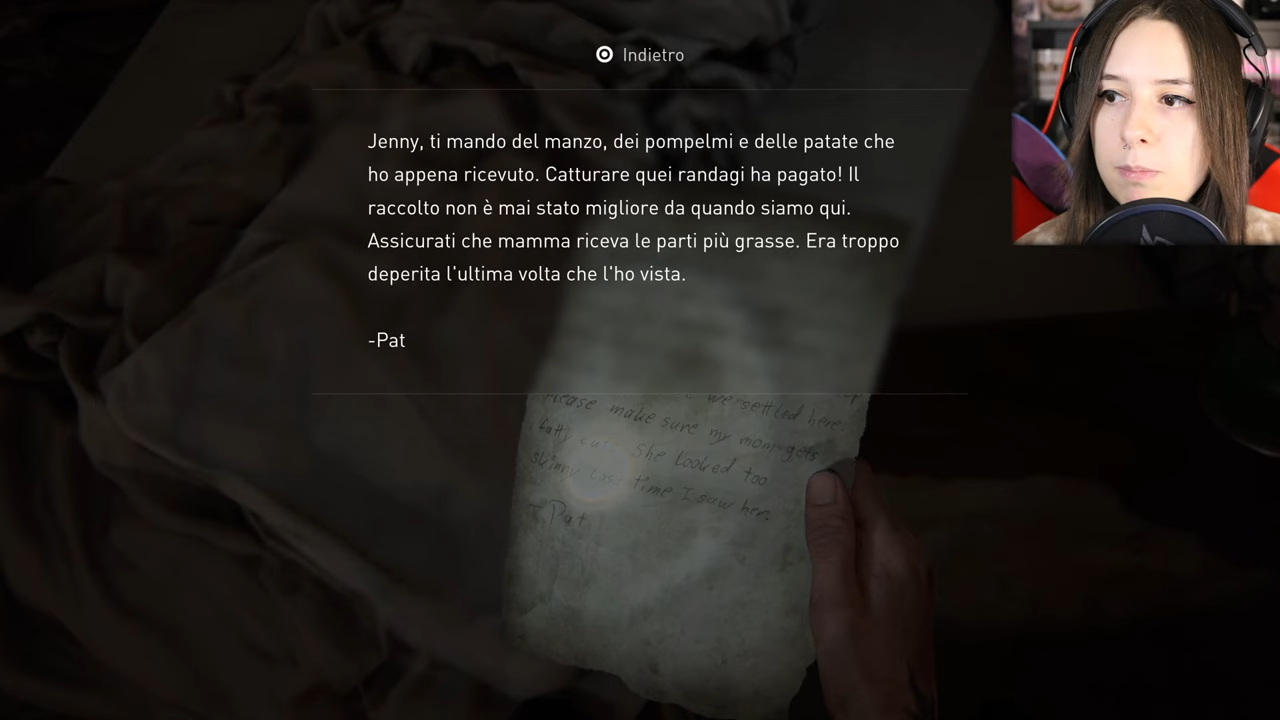 Indietro
Jenny, ti mando del manzo, dei pompelmi e delle patate che
ho appena ricevuto. Catturare quei randagi ha pagato! Il
raccolto non è mai stato migliore da quando siamo qui.
Assicurati che mamma riceva le parti più grasse. Era troppo
deperita l'ultima volta che l'ho vista.
-Pat
we settled here.
Please make sure my mom gets
fatty cuts. She looked too
skinny last time I saw her.
- Pat